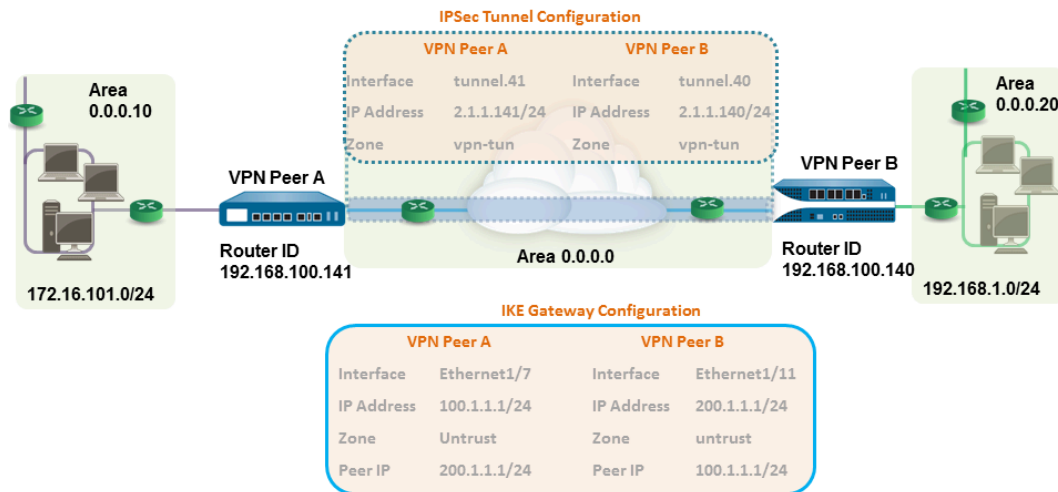 IPSec Tunnel Configuration
VPN Peer A VPN Peer B
Interface tunnel.41 Interface tunnel.40
IP Address 2.1.1.141/24 IP Address 2.1.1.140/24
Zone vpn-tun Zone vpn-tun
Area
0.0.0.10
172.16.101.0/24
VPN Peer A
Router ID
192.168.100.141
Area 0.0.0.0
VPN Peer B
Router ID
192.168.100.140
Area
0.0.0.20
192.168.1.0/24
IKE Gateway Configuration
VPN Peer A VPN Peer B
Interface Ethernet1/7 Interface Ethernet1/11
IP Address 100.1.1.1/24 IP Address 200.1.1.1/24
Zone Untrust Zone untrust
Peer IP 200.1.1.1/24 Peer IP 100.1.1.1/24